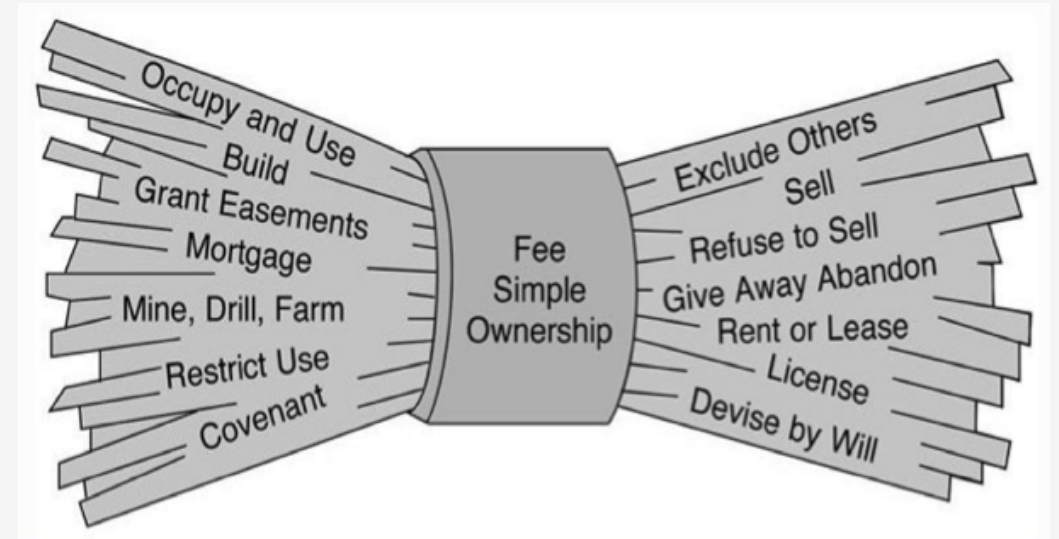 Occupy and Use
Build
Grant Easements
Mortgage
Mine, Drill, Farm
Restrict Use
Covenant
Fee
Simple
Ownership
Exclude Others
Sell
Refuse to Sell
Give Away Abandon
Rent or Lease
License
Devise by Will